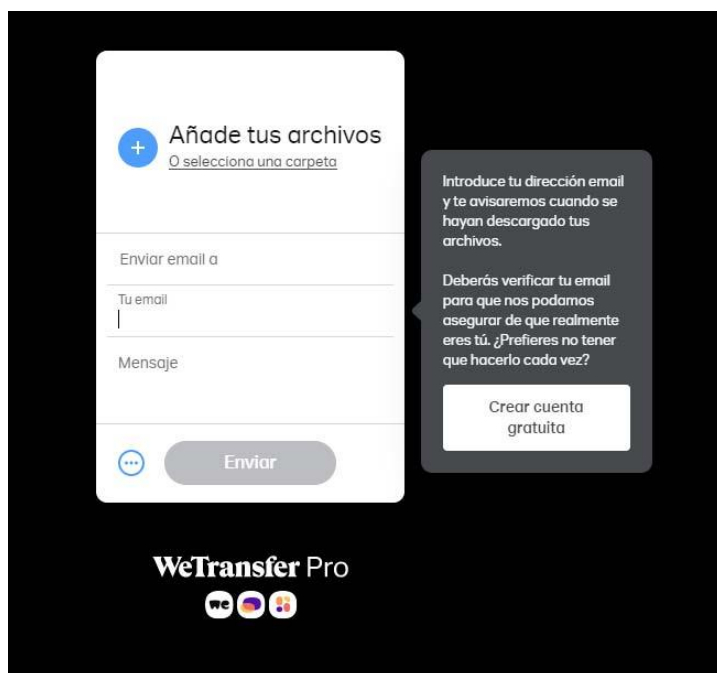 Añade tus archivos
O selecciona una carpeta
Enviar email a
Tu email
Mensaje
Enviar
Introduce tu dirección email
y te avisaremos cuando se
hayan descargado tus
archivos.
Deberás verificar tu email
para que nos podamos
asegurar de que realmente
eres tú. ¿Prefieres no tener
que hacerlo cada vez?
Crear cuenta
gratuita
WeTransfer Pro
we